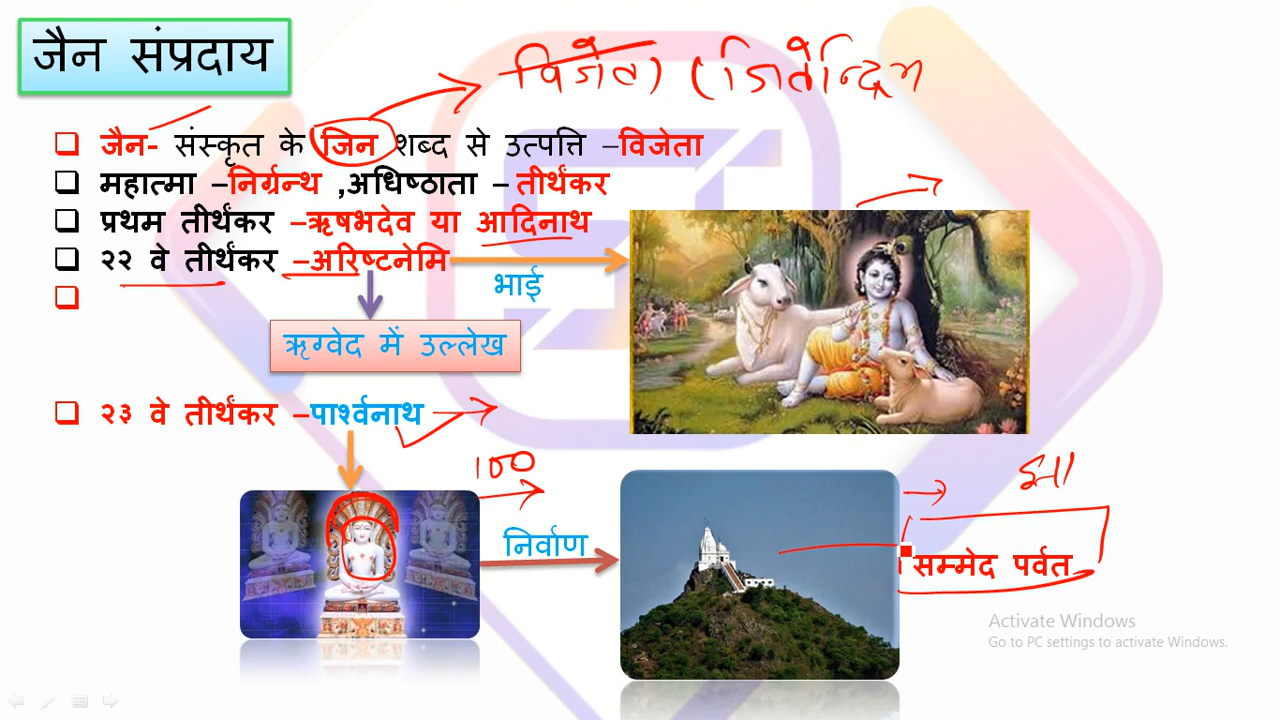 जैन संप्रदाय
विजेता (जितेन्द्रिय
जैन- संस्कृत के जिन शब्द से उत्पत्ति –विजेता
महात्मा –निर्ग्रन्थ ,अधिष्ठाता – तीर्थंकर
प्रथम तीर्थंकर –ऋषभदेव या आदिनाथ
२२ वे तीर्थंकर –अरिष्टनेमि
भाई
ऋग्वेद में उल्लेख
२३ वे तीर्थंकर –पार्श्वनाथ
100
निर्वाण
सम्मेद पर्वत
Activate Windows
Go to PC settings to activate Windows.